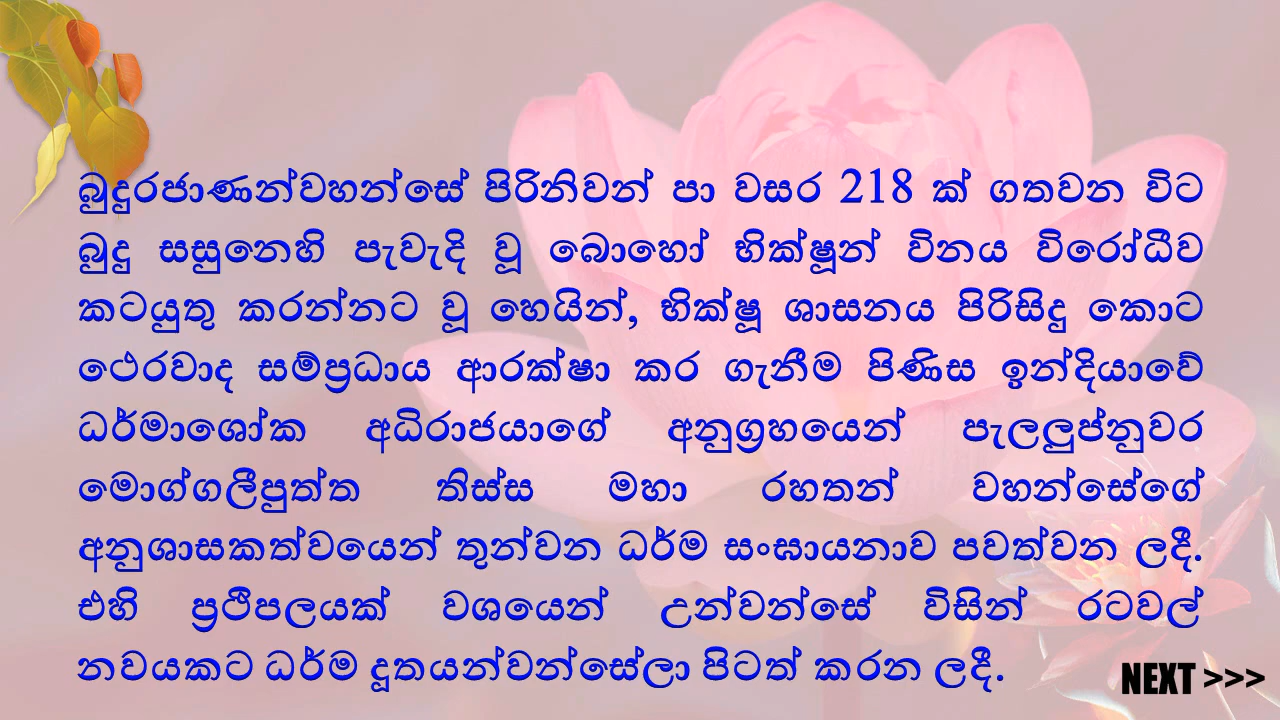 බුදුරජාණන්වහන්සේ පිරිනිවන් පා වසර 218 ක් ගතවන විට
බුදු සසුනෙහි පැවැදි වූ බොහෝ භික්ෂූන් විනය විරෝධීව
කටයුතු කරන්නට වූ හෙයින්, භික්ෂූ ශාසනය පිරිසිදු කොට
ථෙරවාද සම්ප්‍රධාය ආරක්ෂා කර ගැනීම පිණිස ඉන්දියාවේ
ධර්මාශෝක අධිරාජයාගේ අනුග්‍රහයෙන් පැලලුප්නුවර
මොග්ගලීපුත්ත තිස්ස මහා රහතන් වහන්සේගේ
අනුශාසකත්වයෙන් තුන්වන ධර්ම සංඝායනාව පවත්වන ලදී.
එහි ප්‍රථිපලයක් වශයෙන් උන්වන්සේ විසින් රටවල්
නවයකට ධර්ම දූතයන්වන්සේලා පිටත් කරන ලදී.
NEXT >>>